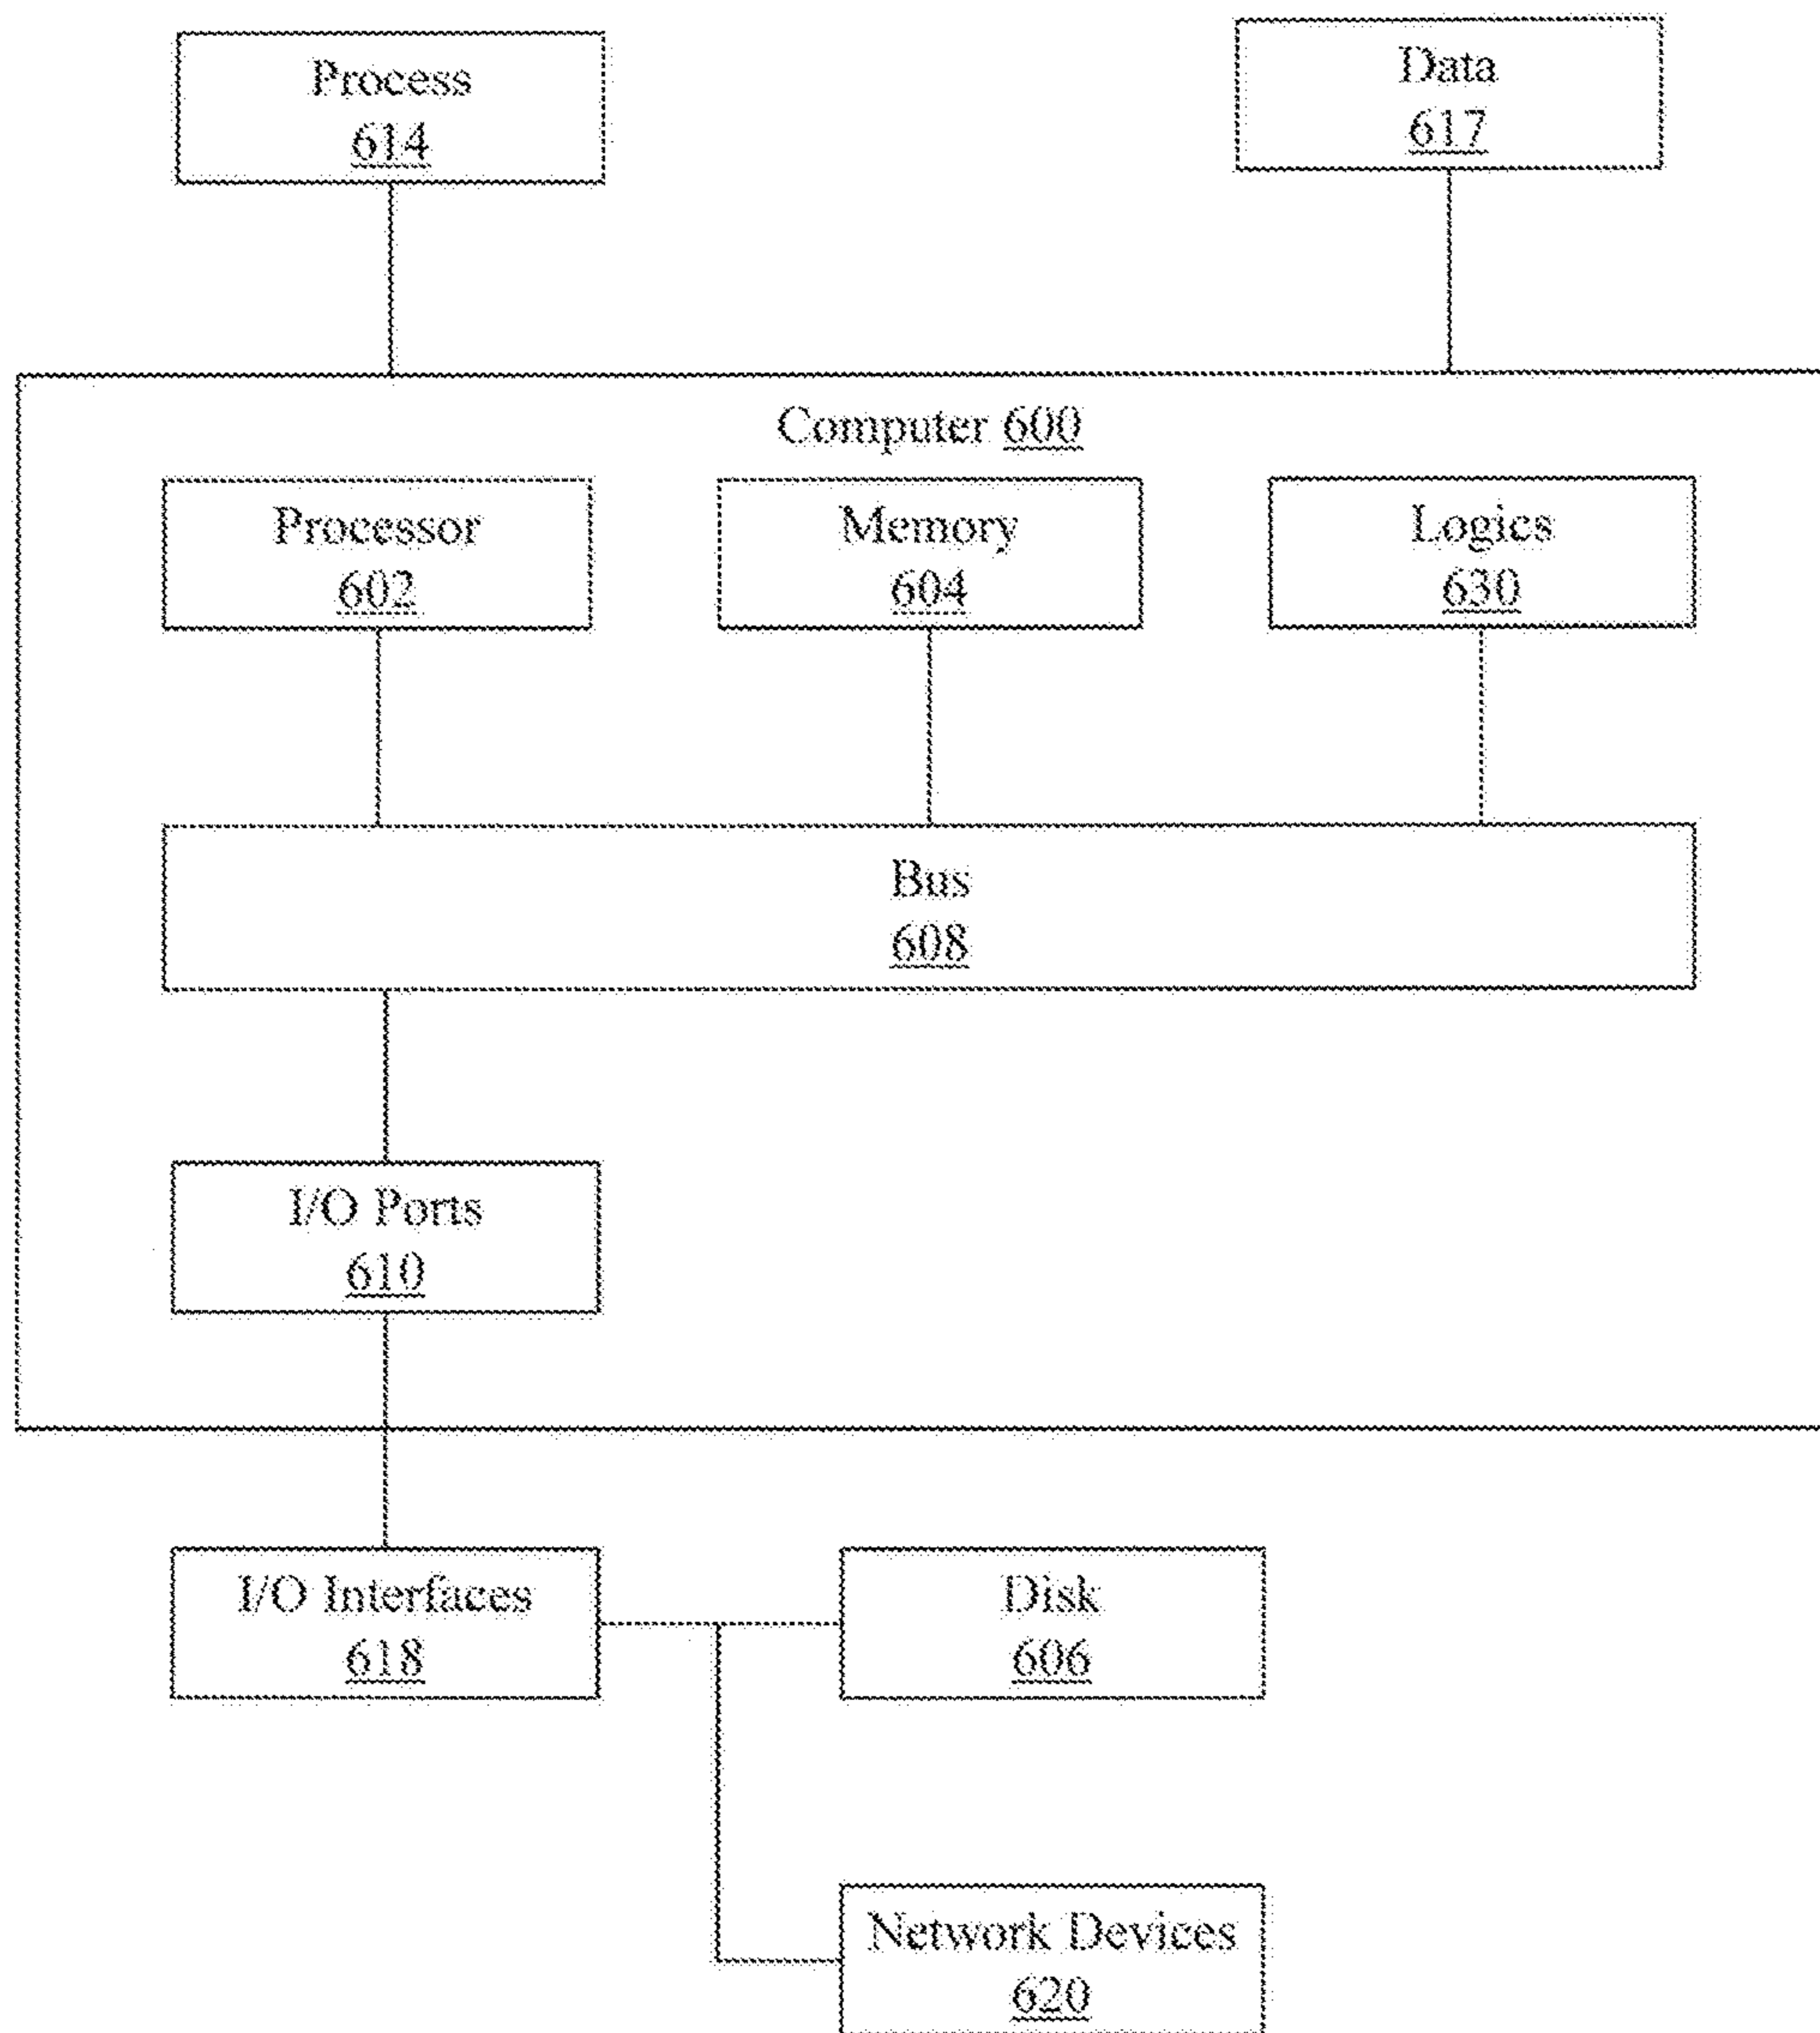 Process
614
Data
617
Computer 600
Processor
602
Memory
604
Logics
630
Bus
608
I/O Ports
610
I/O Interfaces
618
Disk
606
Network Devices
620